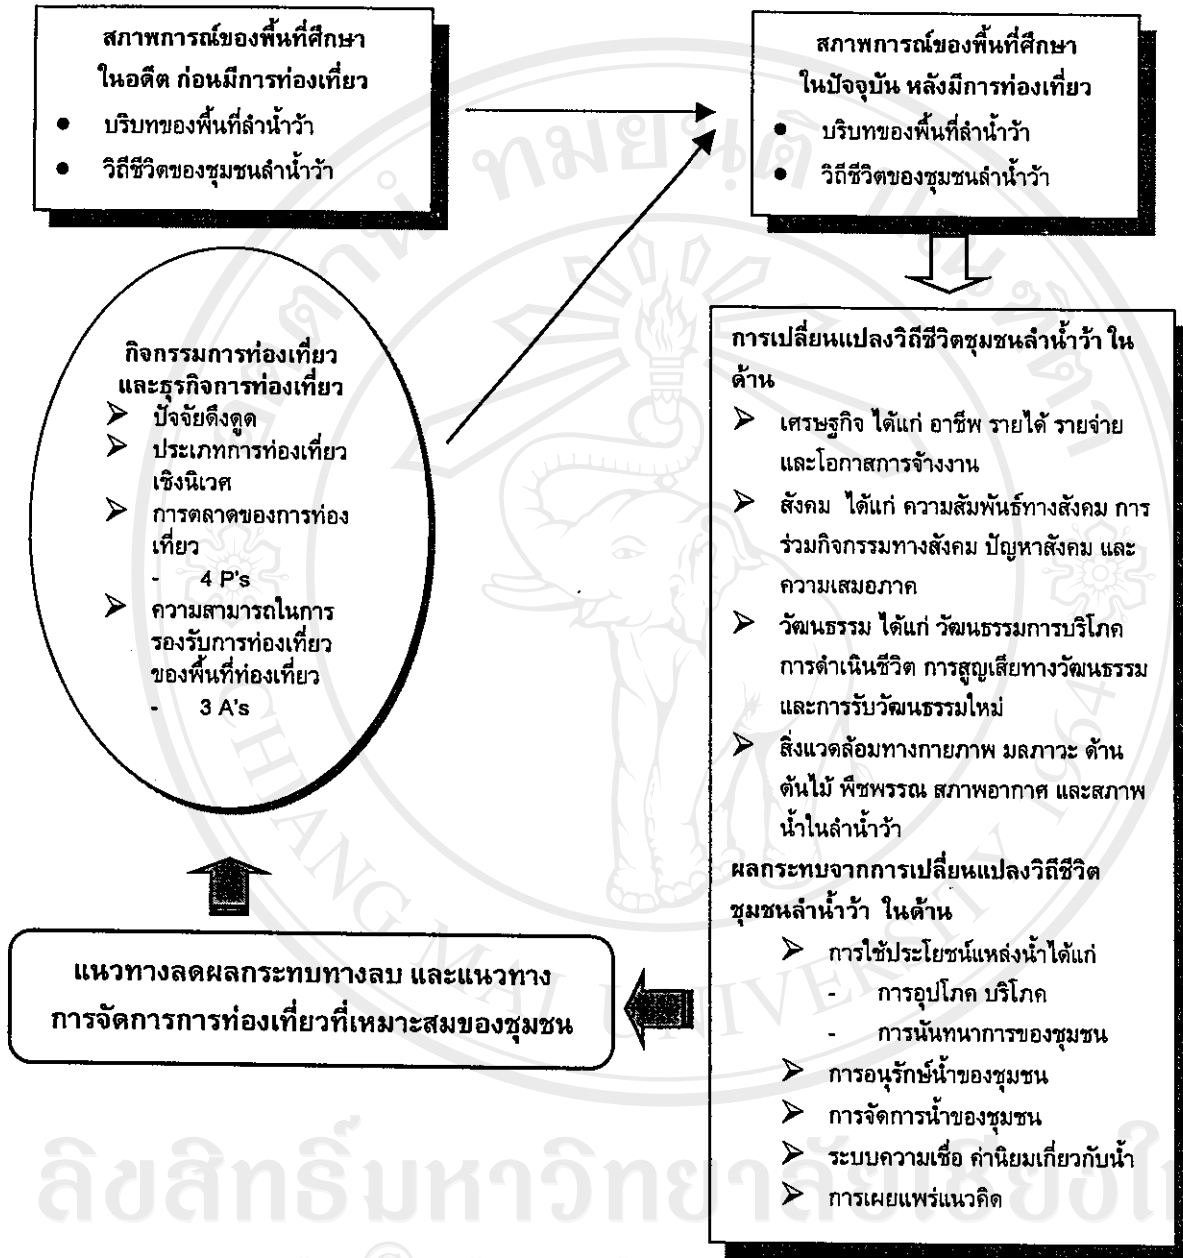 สภาพการณ์ของพื้นที่ศึกษา
ในอดีต ก่อนมีการท่องเที่ยว
● บริบทของพื้นที่ลำน้ำว้า
● วิถีชีวิตของชุมชนลำน้ำว้า
สภาพการณ์ของพื้นที่ศึกษา
ในปัจจุบัน หลังมีการท่องเที่ยว
● บริบทของพื้นที่ลำน้ำว้า
● วิถีชีวิตของชุมชนลำน้ำว้า
กิจกรรมการท่องเที่ยว
และธุรกิจการท่องเที่ยว
➢ ปัจจัยดึงดูด
➢ ประเภทการท่องเที่ยว
เชิงนิเวศ
➢ การตลาดของการท่อง
เที่ยว
- 4 P's
➢ ความสามารถในการ
รองรับการท่องเที่ยว
ของพื้นที่ท่องเที่ยว
- 3 A's
การเปลี่ยนแปลงวิถีชีวิตชุมชนลำน้ำว้า ใน
ด้าน
➢ เศรษฐกิจ ได้แก่ อาชีพ รายได้ รายจ่าย
และโอกาสการจ้างงาน
➢ สังคม ได้แก่ ความสัมพันธ์ทางสังคม การ
ร่วมกิจกรรมทางสังคม ปัญหาสังคม และ
ความเสมอภาค
➢ วัฒนธรรม ได้แก่ วัฒนธรรมการบริโภค
การดำเนินชีวิต การสูญเสียทางวัฒนธรรม
และการรับวัฒนธรรมใหม่
➢ สิ่งแวดล้อมทางกายภาพ มลภาวะ ด้าน
ต้นไม้ พืชพรรณ สภาพอากาศ และสภาพ
น้ำในลำน้ำว้า
ผลกระทบจากการเปลี่ยนแปลงวิถีชีวิต
ชุมชนลำน้ำว้า ในด้าน
➢ การใช้ประโยชน์แหล่งน้ำได้แก่
- การอุปโภค บริโภค
- การนันทนาการของชุมชน
➢ การอนุรักษ์น้ำของชุมชน
➢ การจัดการน้ำของชุมชน
➢ ระบบความเชื่อ ค่านิยมเกี่ยวกับน้ำ
➢ การเผยแพร่แนวคิด
แนวทางลดผลกระทบทางลบ และแนวทาง
การจัดการการท่องเที่ยวที่เหมาะสมของชุมชน
CHIANG MAI UNIVERSITY 1964
ลิขสิทธิ์มหาวิทยาลัยเชียงให